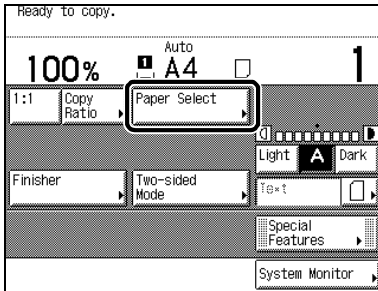 Ready to copy.
100%
1
Auto
A4
1
1:1
Copy
Ratio
Paper Select
Light
A
Dark
Finisher
Two-sided
Mode
Text
Special
Features
System Monitor